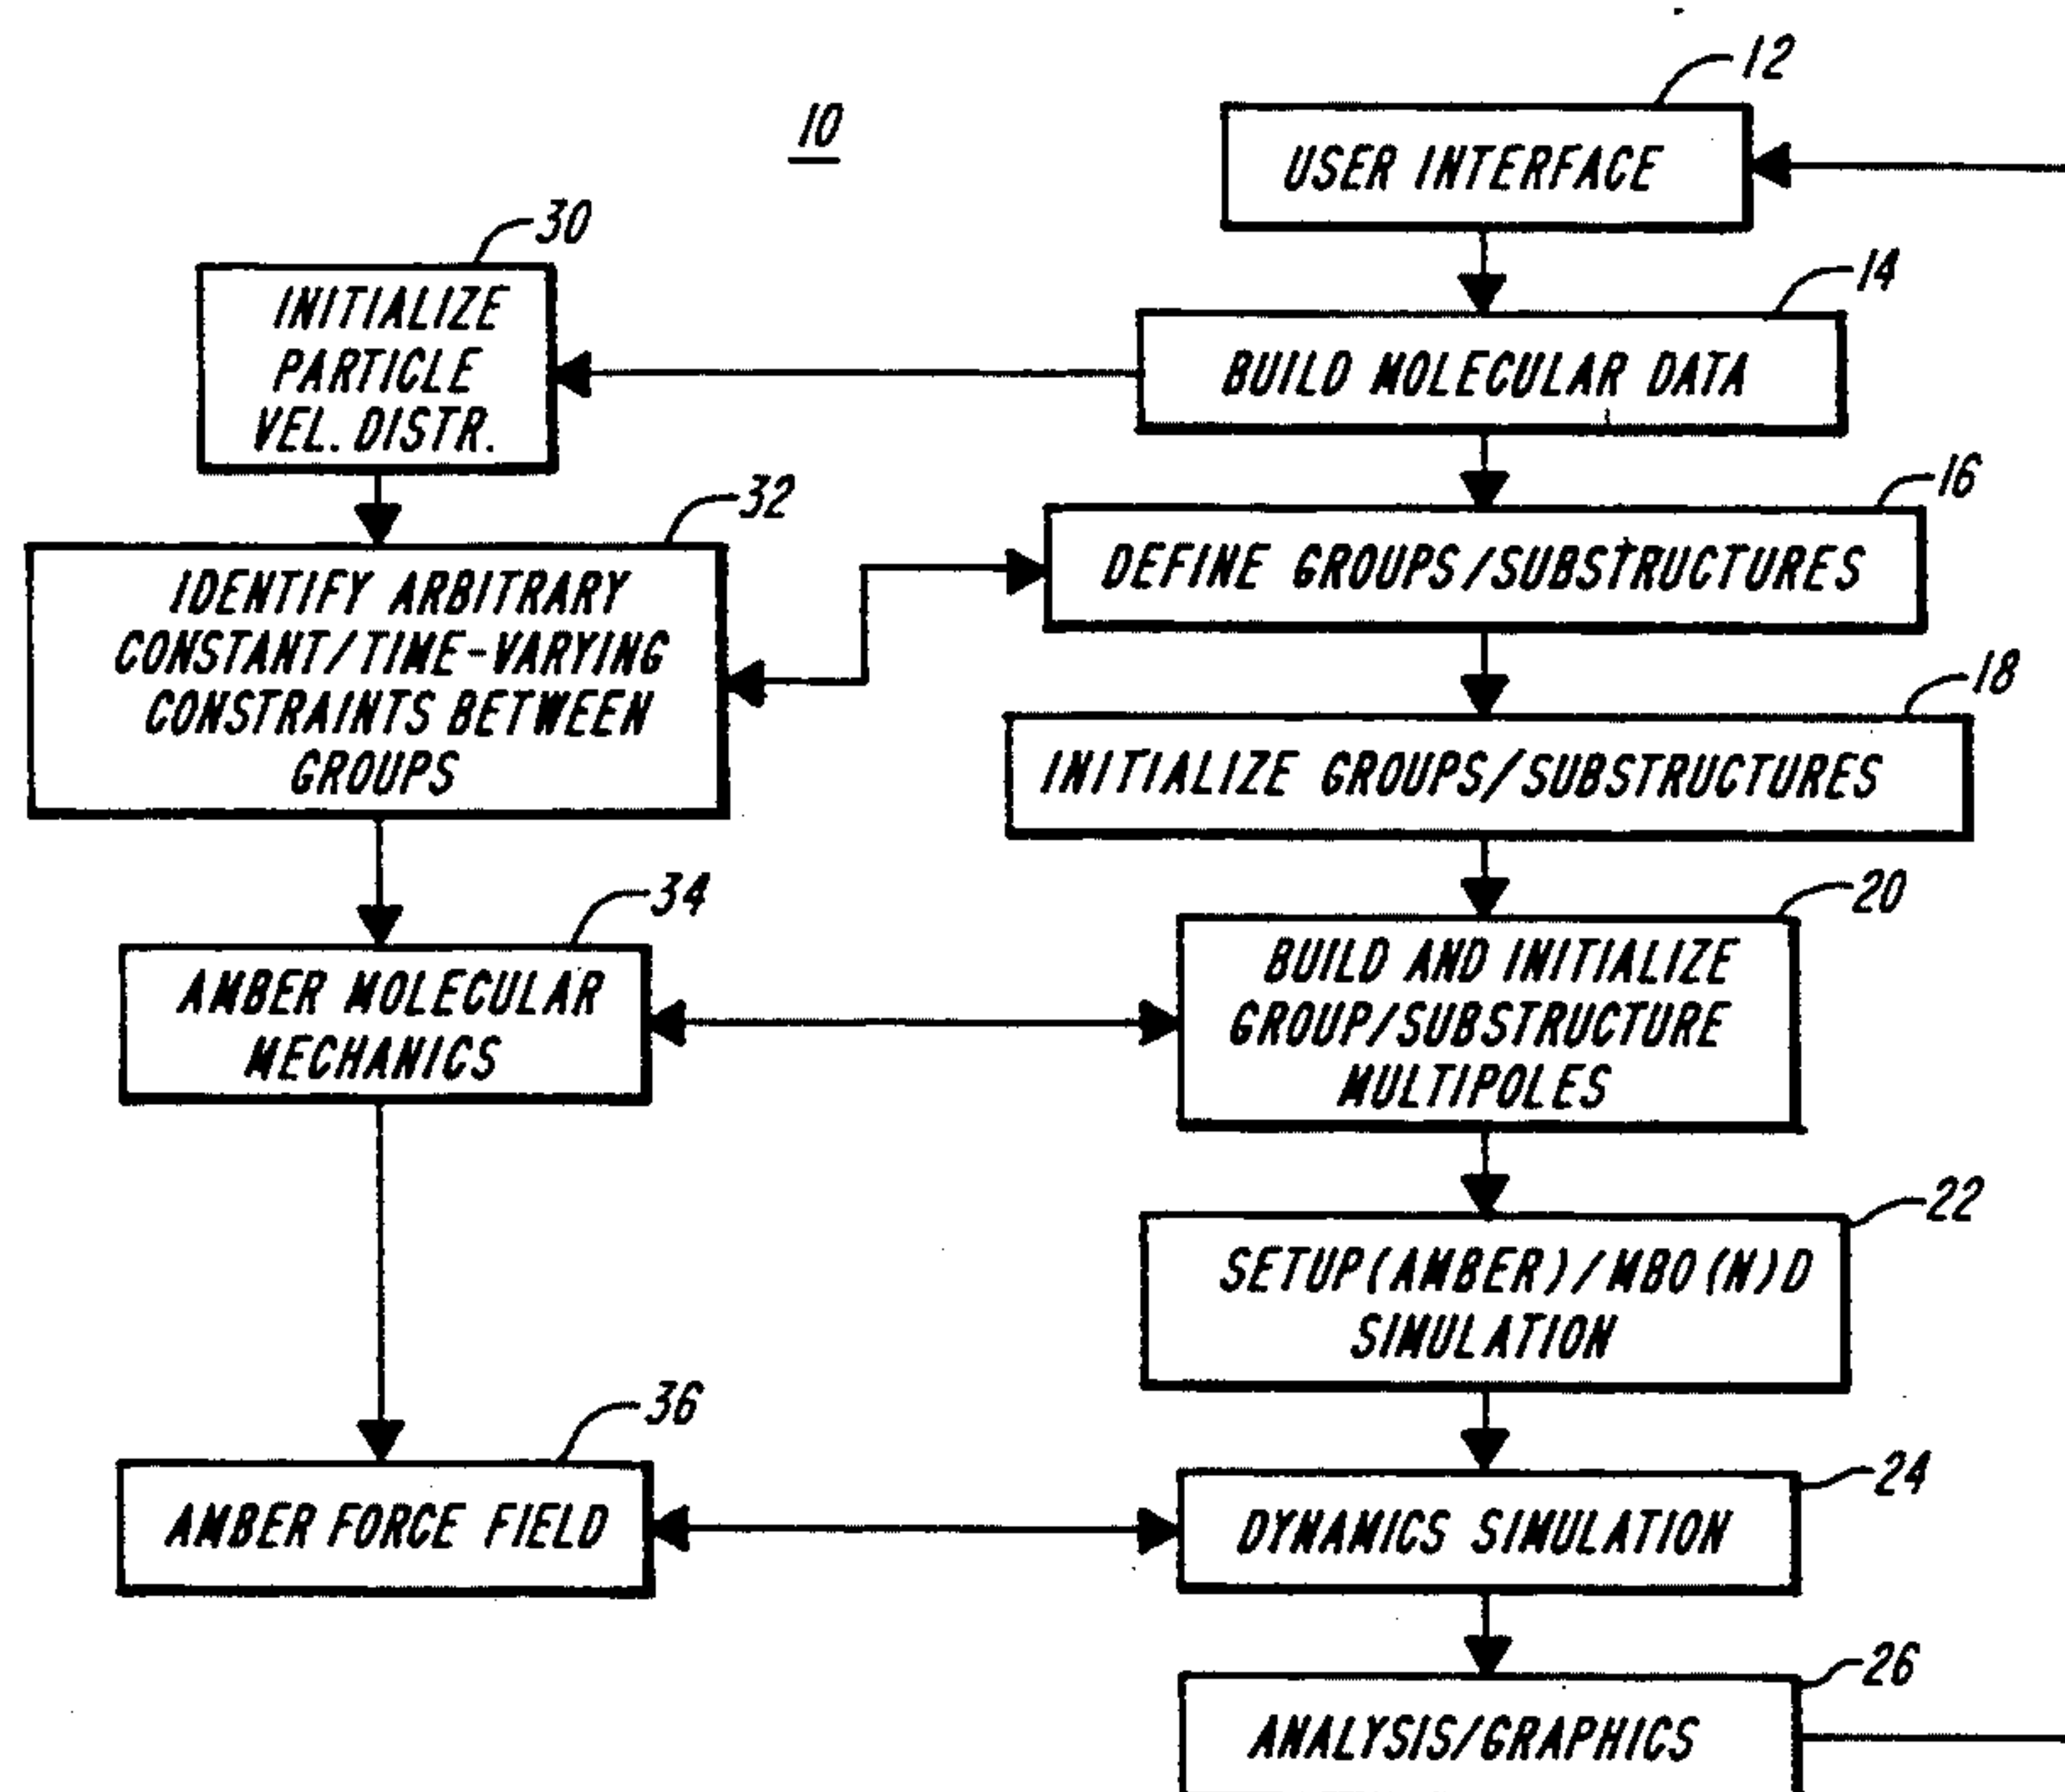 10
12
USER INTERFACE
30
INITIALIZE
PARTICLE
VEL. DISTR.
14
BUILD MOLECULAR DATA
32
IDENTIFY ARBITRARY
CONSTANT/TIME-VARYING
CONSTRAINTS BETWEEN
GROUPS
16
DEFINE GROUPS/SUBSTRUCTURES
18
INITIALIZE GROUPS/SUBSTRUCTURES
34
AMBER MOLECULAR
MECHANICS
20
BUILD AND INITIALIZE
GROUP/SUBSTRUCTURE
MULTIPOLES
22
SETUP(AMBER)/MBO(N)D
SIMULATION
36
AMBER FORCE FIELD
24
DYNAMICS SIMULATION
26
ANALYSIS/GRAPHICS